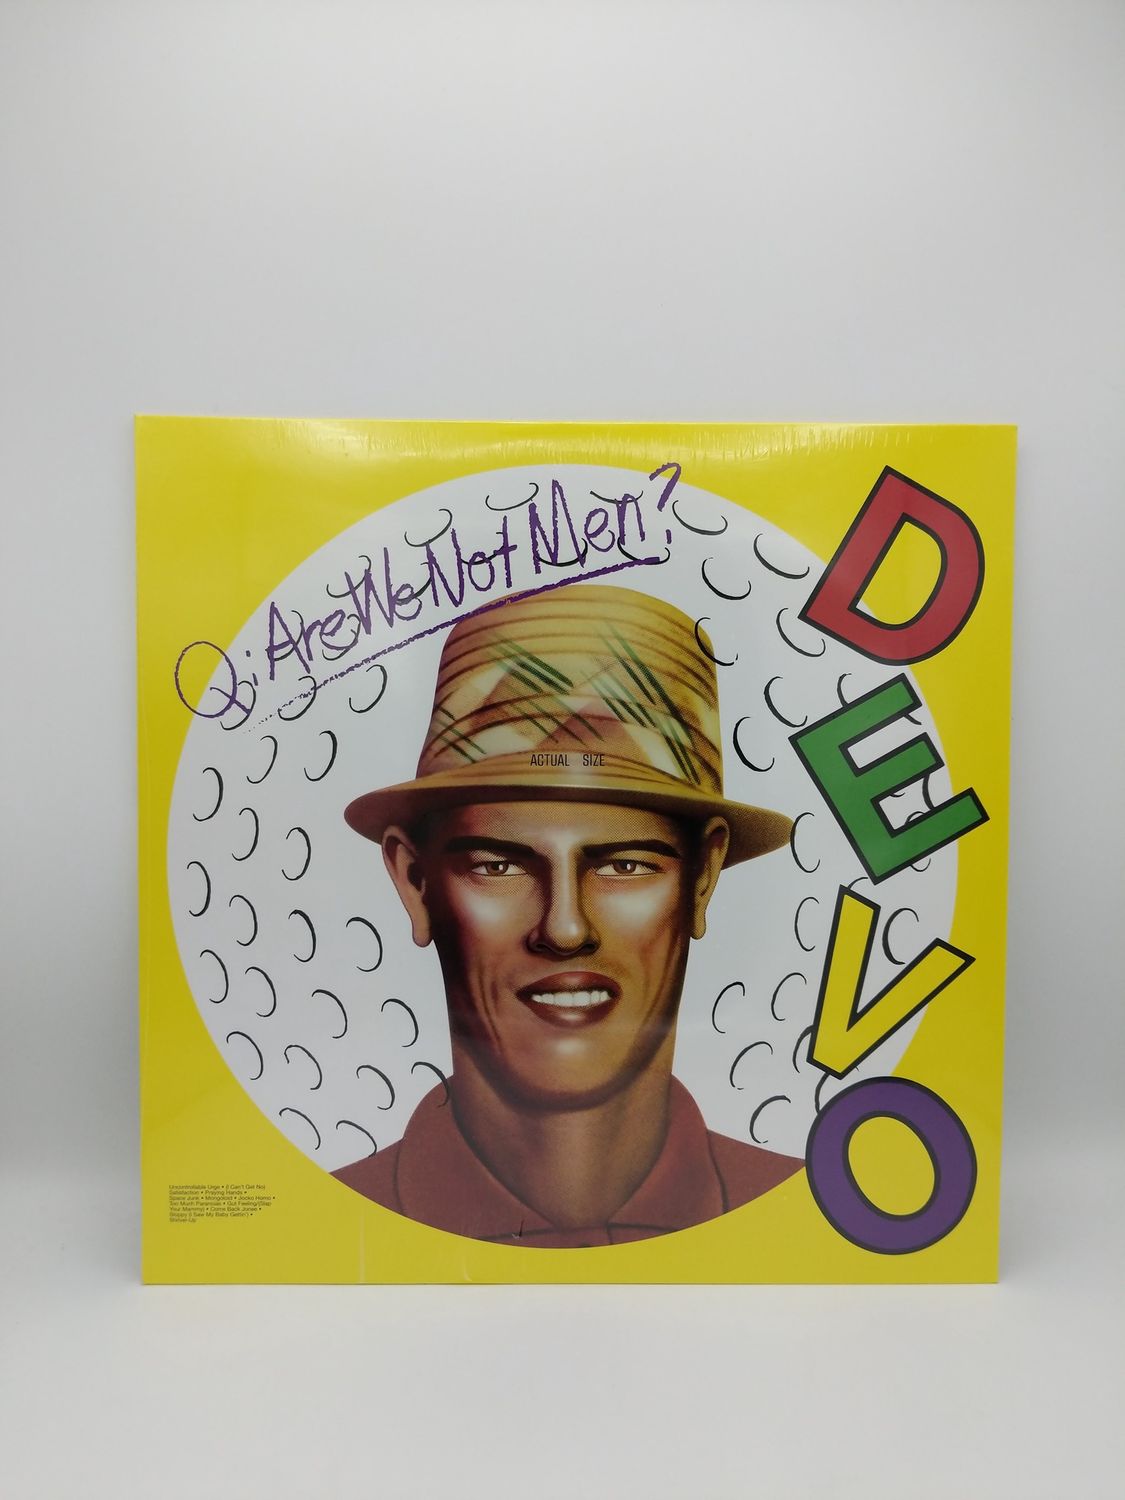 Q: Are We Not Men?
DEVO
ACTUAL SIZE
Uncontrollable Urge • (I Can't Get No)
Satisfaction • Praying Hands •
Space Junk • Mongoloid • Jocko Homo •
Too Much Paranoias • Gut Feeling/(Slap
Your Mammy) • Come Back Jonee •
Sloppy (I Saw My Baby Gettin') •
Shrivel-Up